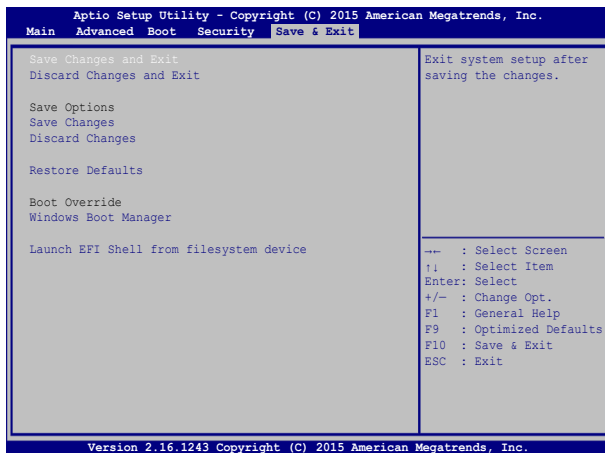 Aptio Setup Utility - Copyright (C) 2015 American Megatrends, Inc.
Main Advanced Boot Security Save & Exit
Save Changes and Exit
Discard Changes and Exit
Save Options
Save Changes
Discard Changes
Restore Defaults
Boot Override
Windows Boot Manager
Launch EFI Shell from filesystem device
Exit system setup after
saving the changes.
→← : Select Screen
↑↓ : Select Item
Enter: Select
+/— : Change Opt.
F1 : General Help
F9 : Optimized Defaults
F10 : Save & Exit
ESC : Exit
Version 2.16.1243 Copyright (C) 2015 American Megatrends, Inc.